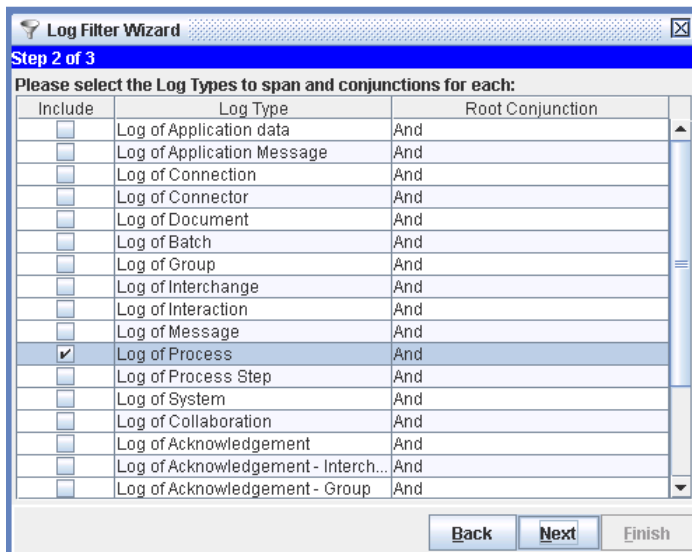 Log Filter Wizard
Step 2 of 3
Please select the Log Types to span and conjunctions for each:
Include Log Type Root Conjunction
Log of Application data And
Log of Application Message And
Log of Connection And
Log of Connector And
Log of Document And
Log of Batch And
Log of Group And
Log of Interchange And
Log of Interaction And
Log of Message And
Log of Process And
Log of Process Step And
Log of System And
Log of Collaboration And
Log of Acknowledgement And
Log of Acknowledgement - Interch... And
Log of Acknowledgement - Group And
Back Next Finish